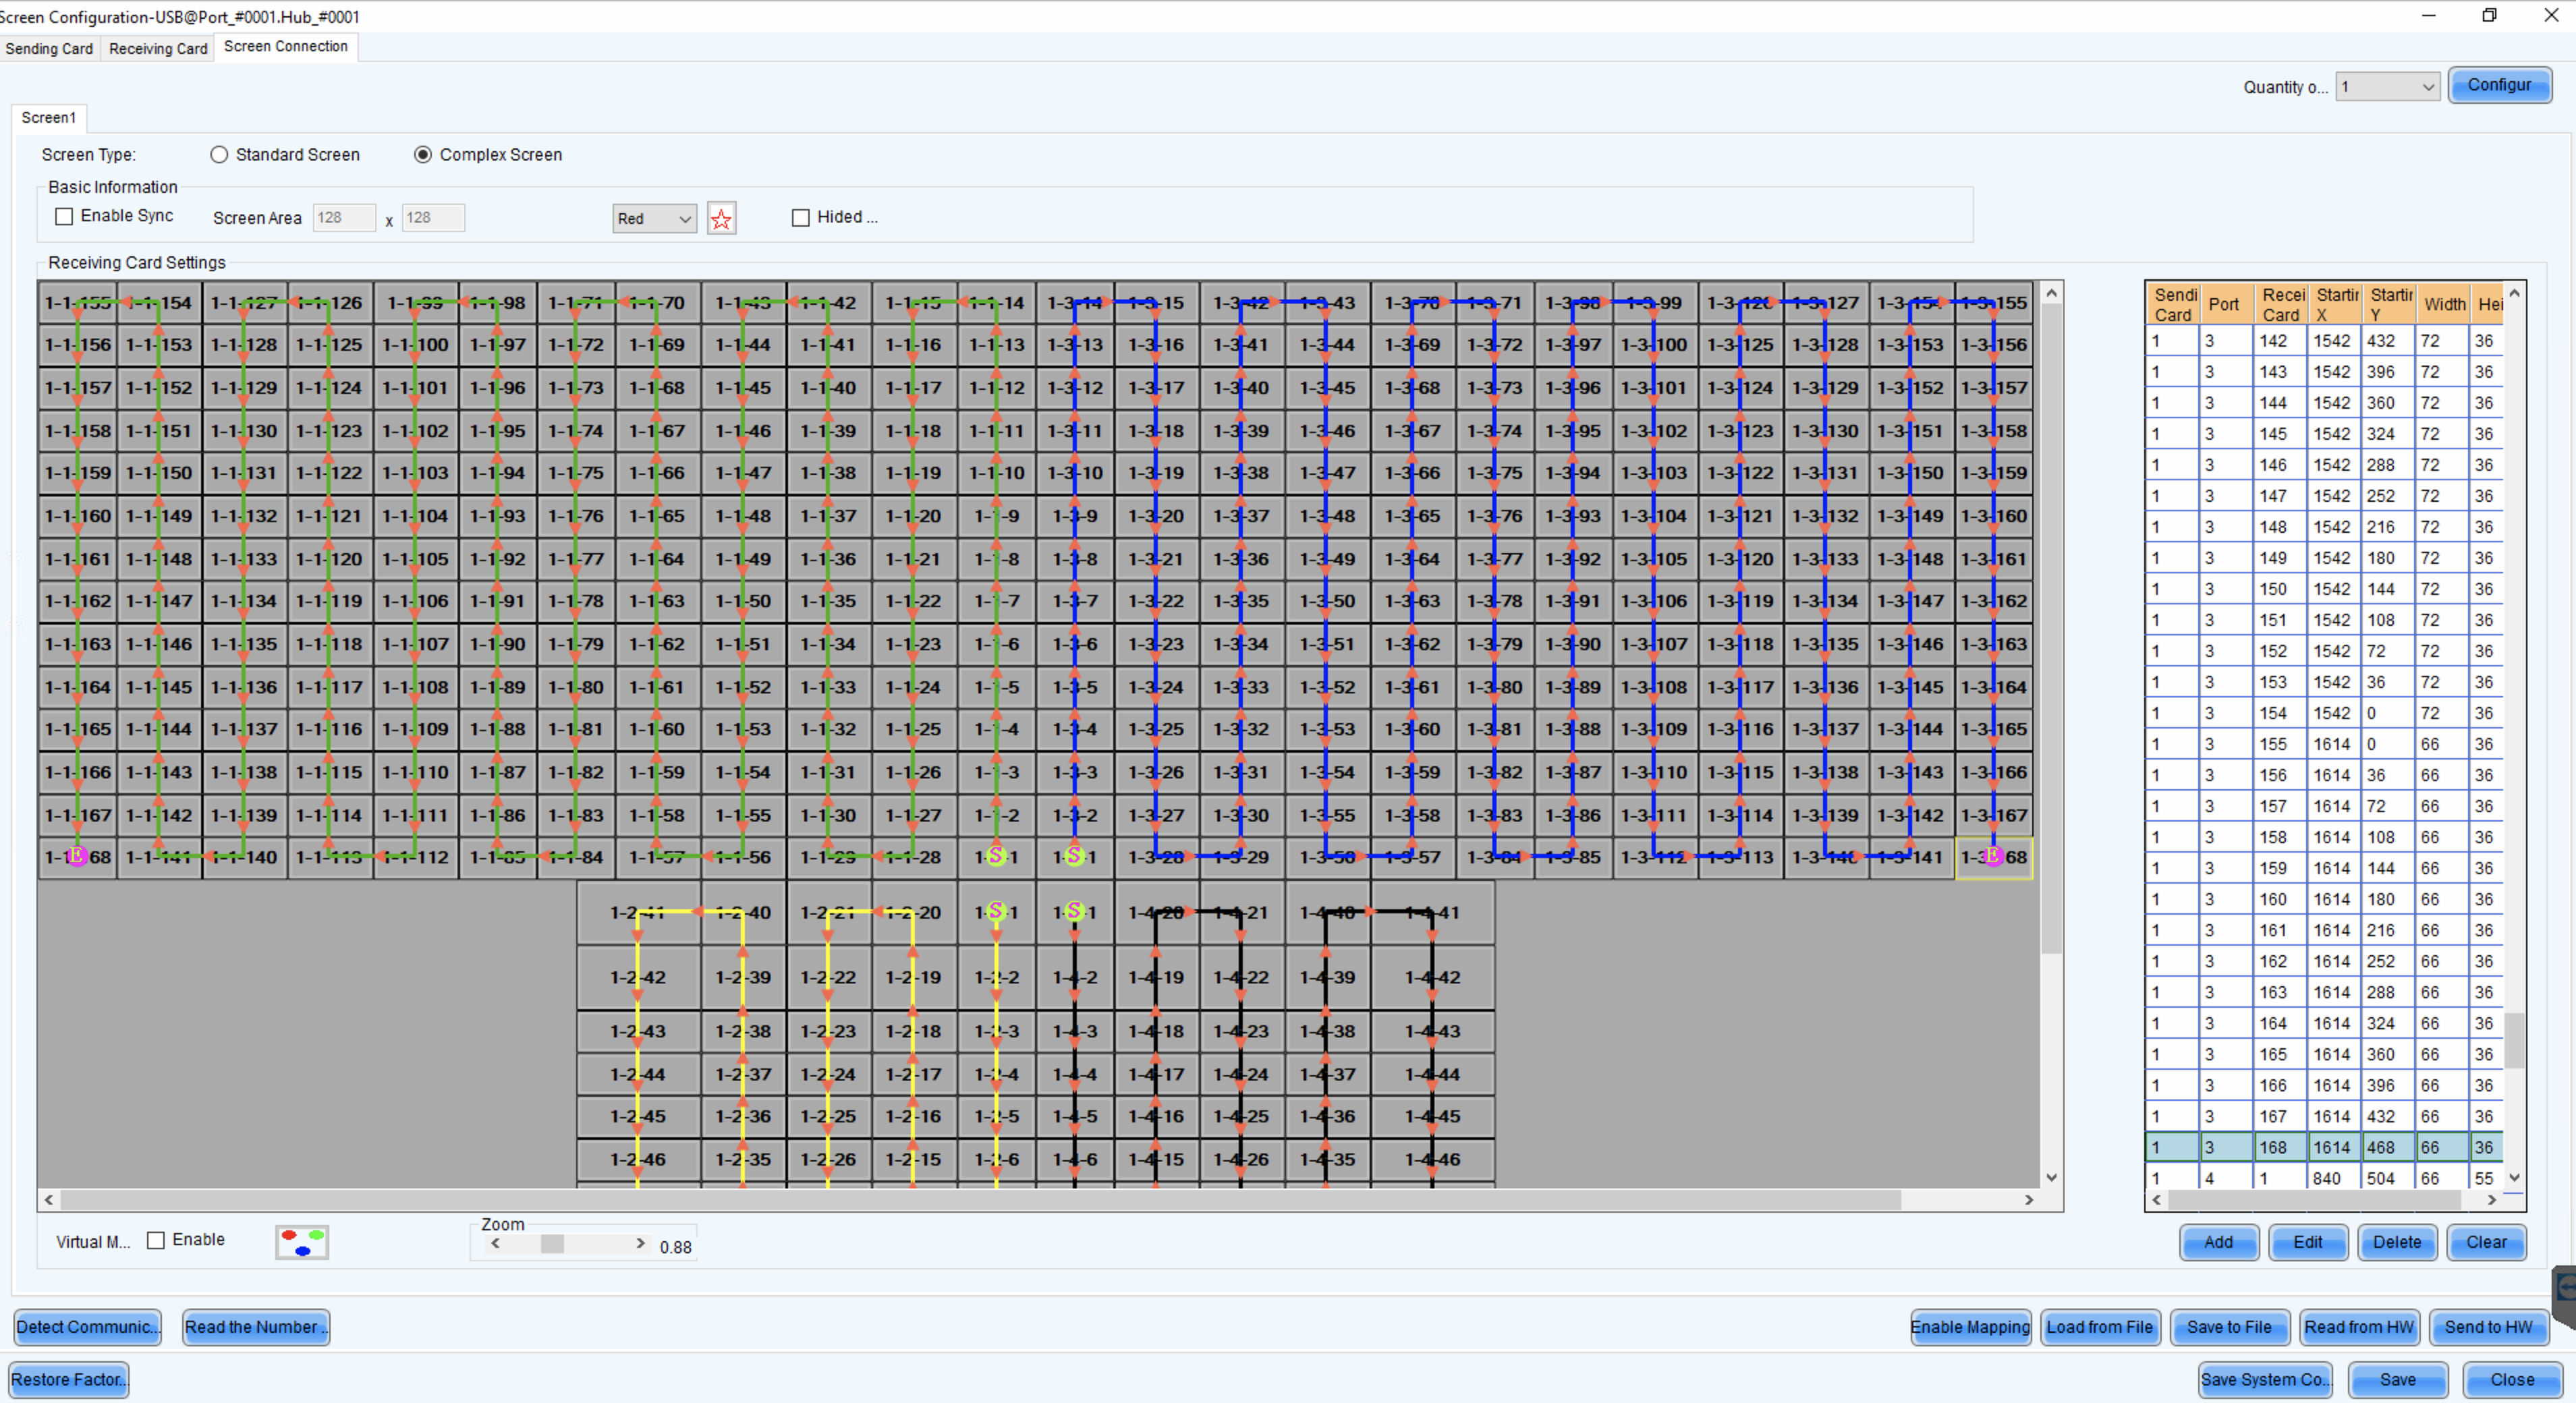 Screen Configuration-USB@Port_#0001.Hub_#0001
Sending Card Receiving Card Screen Connection
Quantity o... 1 Configur
Screen1
Screen Type: Standard Screen Complex Screen
Basic Information
Enable Sync Screen Area 128 x 128 Red Hided ...
Receiving Card Settings
1-1-155 1-1-154 1-1-127 1-1-126 1-1-99 1-1-98 1-1-71 1-1-70 1-1-43 1-1-42 1-1-15 1-1-14 1-3-14 1-3-15 1-3-42 1-3-43 1-3-70 1-3-71 1-3-98 1-3-99 1-3-126 1-3-127 1-3-154 1-3-155
1-1-156 1-1-153 1-1-128 1-1-125 1-1-100 1-1-97 1-1-72 1-1-69 1-1-44 1-1-41 1-1-16 1-1-13 1-3-13 1-3-16 1-3-41 1-3-44 1-3-69 1-3-72 1-3-97 1-3-100 1-3-125 1-3-128 1-3-153 1-3-156
1-1-157 1-1-152 1-1-129 1-1-124 1-1-101 1-1-96 1-1-73 1-1-68 1-1-45 1-1-40 1-1-17 1-1-12 1-3-12 1-3-17 1-3-40 1-3-45 1-3-68 1-3-73 1-3-96 1-3-101 1-3-124 1-3-129 1-3-152 1-3-157
1-1-158 1-1-151 1-1-130 1-1-123 1-1-102 1-1-95 1-1-74 1-1-67 1-1-46 1-1-39 1-1-18 1-1-11 1-3-11 1-3-18 1-3-39 1-3-46 1-3-67 1-3-74 1-3-95 1-3-102 1-3-123 1-3-130 1-3-151 1-3-158
1-1-159 1-1-150 1-1-131 1-1-122 1-1-103 1-1-94 1-1-75 1-1-66 1-1-47 1-1-38 1-1-19 1-1-10 1-3-10 1-3-19 1-3-38 1-3-47 1-3-66 1-3-75 1-3-94 1-3-103 1-3-122 1-3-131 1-3-150 1-3-159
1-1-160 1-1-149 1-1-132 1-1-121 1-1-104 1-1-93 1-1-76 1-1-65 1-1-48 1-1-37 1-1-20 1-1-9 1-3-9 1-3-20 1-3-37 1-3-48 1-3-65 1-3-76 1-3-93 1-3-104 1-3-121 1-3-132 1-3-149 1-3-160
1-1-161 1-1-148 1-1-133 1-1-120 1-1-105 1-1-92 1-1-77 1-1-64 1-1-49 1-1-36 1-1-21 1-1-8 1-3-8 1-3-21 1-3-36 1-3-49 1-3-64 1-3-77 1-3-92 1-3-105 1-3-120 1-3-133 1-3-148 1-3-161
1-1-162 1-1-147 1-1-134 1-1-119 1-1-106 1-1-91 1-1-78 1-1-63 1-1-50 1-1-35 1-1-22 1-1-7 1-3-7 1-3-22 1-3-35 1-3-50 1-3-63 1-3-78 1-3-91 1-3-106 1-3-119 1-3-134 1-3-147 1-3-162
1-1-163 1-1-146 1-1-135 1-1-118 1-1-107 1-1-90 1-1-79 1-1-62 1-1-51 1-1-34 1-1-23 1-1-6 1-3-6 1-3-23 1-3-34 1-3-51 1-3-62 1-3-79 1-3-90 1-3-107 1-3-118 1-3-135 1-3-146 1-3-163
1-1-164 1-1-145 1-1-136 1-1-117 1-1-108 1-1-89 1-1-80 1-1-61 1-1-52 1-1-33 1-1-24 1-1-5 1-3-5 1-3-24 1-3-33 1-3-52 1-3-61 1-3-80 1-3-89 1-3-108 1-3-117 1-3-136 1-3-145 1-3-164
1-1-165 1-1-144 1-1-137 1-1-116 1-1-109 1-1-88 1-1-81 1-1-60 1-1-53 1-1-32 1-1-25 1-1-4 1-3-4 1-3-25 1-3-32 1-3-53 1-3-60 1-3-81 1-3-88 1-3-109 1-3-116 1-3-137 1-3-144 1-3-165
1-1-166 1-1-143 1-1-138 1-1-115 1-1-110 1-1-87 1-1-82 1-1-59 1-1-54 1-1-31 1-1-26 1-1-3 1-3-3 1-3-26 1-3-31 1-3-54 1-3-59 1-3-82 1-3-87 1-3-110 1-3-115 1-3-138 1-3-143 1-3-166
1-1-167 1-1-142 1-1-139 1-1-114 1-1-111 1-1-86 1-1-83 1-1-58 1-1-55 1-1-30 1-1-27 1-1-2 1-3-2 1-3-27 1-3-30 1-3-55 1-3-58 1-3-83 1-3-86 1-3-111 1-3-114 1-3-139 1-3-142 1-3-167
1-1E68 1-1-141 1-1-140 1-1-113 1-1-112 1-1-85 1-1-84 1-1-57 1-1-56 1-1-29 1-1-28 1-S-1 1-S-1 1-3-28 1-3-29 1-3-56 1-3-57 1-3-84 1-3-85 1-3-112 1-3-113 1-3-140 1-3-141 1-3E68
1-2-41 1-2-40 1-2-21 1-2-20 1-S-1 1-S-1 1-4-20 1-4-21 1-4-40 1-4-41
1-2-42 1-2-39 1-2-22 1-2-19 1-2-2 1-4-2 1-4-19 1-4-22 1-4-39 1-4-42
1-2-43 1-2-38 1-2-23 1-2-18 1-2-3 1-4-3 1-4-18 1-4-23 1-4-38 1-4-43
1-2-44 1-2-37 1-2-24 1-2-17 1-2-4 1-4-4 1-4-17 1-4-24 1-4-37 1-4-44
1-2-45 1-2-36 1-2-25 1-2-16 1-2-5 1-4-5 1-4-16 1-4-25 1-4-36 1-4-45
1-2-46 1-2-35 1-2-26 1-2-15 1-2-6 1-4-6 1-4-15 1-4-26 1-4-35 1-4-46
Sendi Card Port Recei Card Startir X Startir Y Width Hei
1 3 142 1542 432 72 36
1 3 143 1542 396 72 36
1 3 144 1542 360 72 36
1 3 145 1542 324 72 36
1 3 146 1542 288 72 36
1 3 147 1542 252 72 36
1 3 148 1542 216 72 36
1 3 149 1542 180 72 36
1 3 150 1542 144 72 36
1 3 151 1542 108 72 36
1 3 152 1542 72 72 36
1 3 153 1542 36 72 36
1 3 154 1542 0 72 36
1 3 155 1614 0 66 36
1 3 156 1614 36 66 36
1 3 157 1614 72 66 36
1 3 158 1614 108 66 36
1 3 159 1614 144 66 36
1 3 160 1614 180 66 36
1 3 161 1614 216 66 36
1 3 162 1614 252 66 36
1 3 163 1614 288 66 36
1 3 164 1614 324 66 36
1 3 165 1614 360 66 36
1 3 166 1614 396 66 36
1 3 167 1614 432 66 36
1 3 168 1614 468 66 36
1 4 1 840 504 66 55
Virtual M... Enable Zoom 0.88
Add Edit Delete Clear
Detect Communic... Read the Number ... Enable Mapping Load from File Save to File Read from HW Send to HW
Restore Factor... Save System Co... Save Close